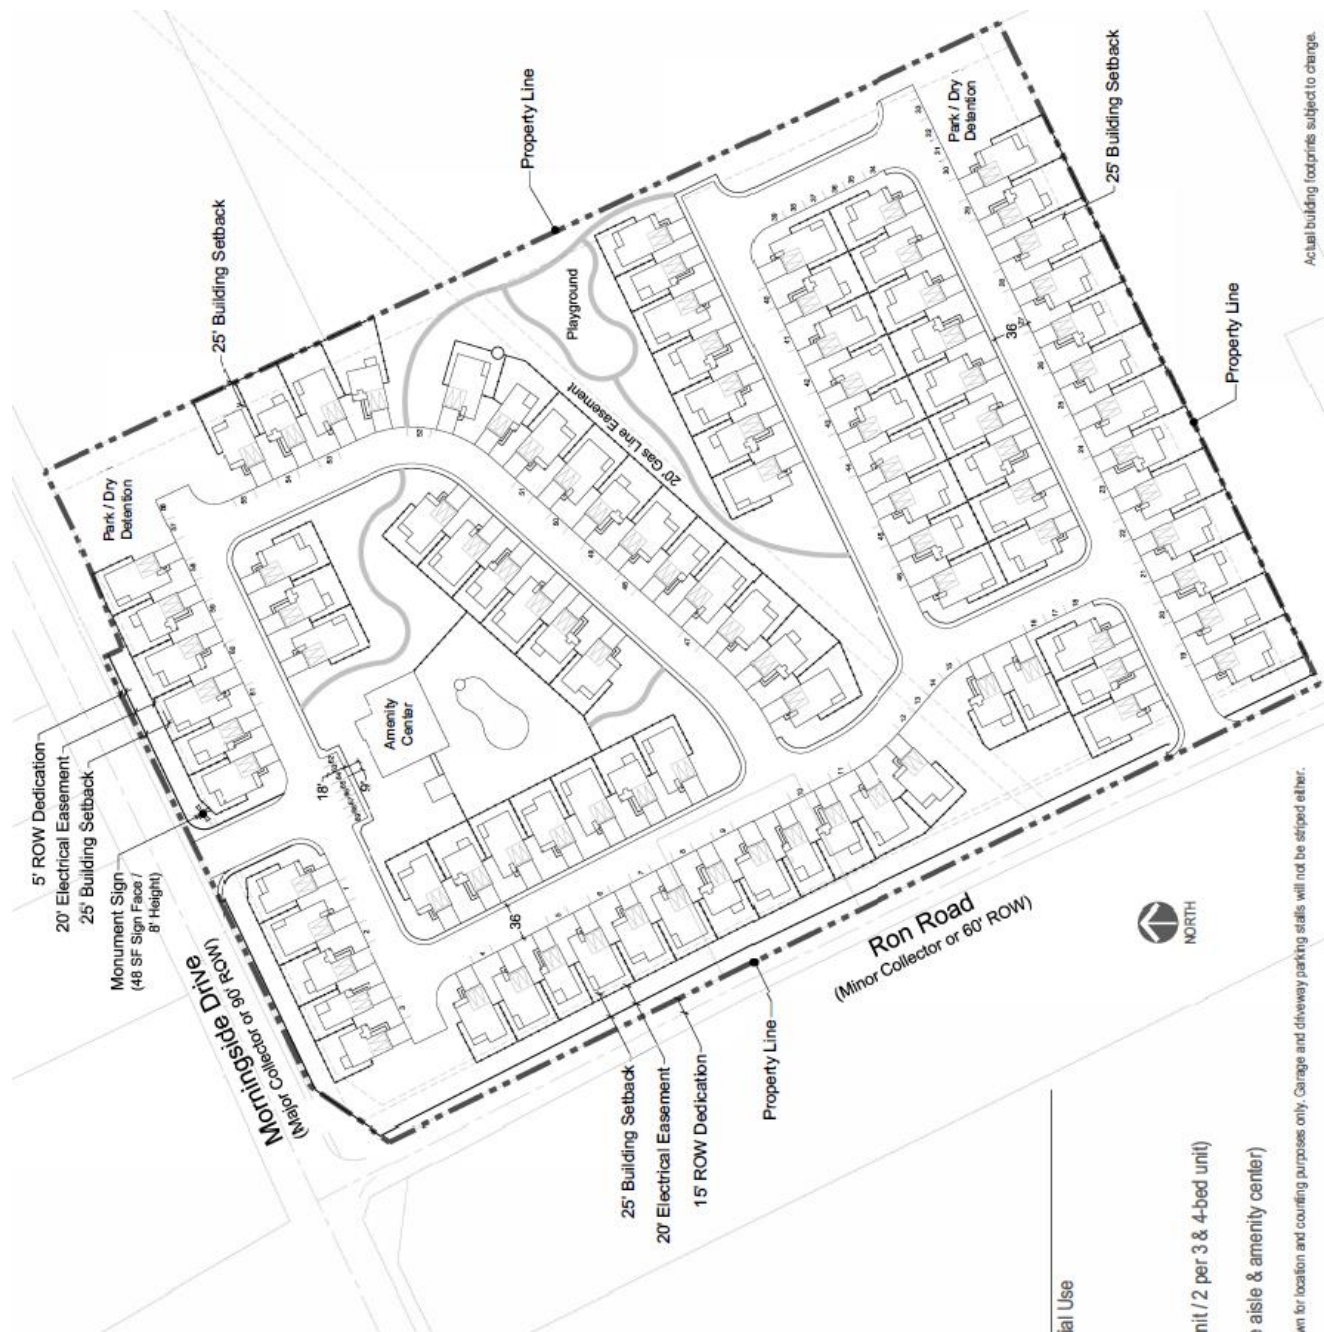 Property Line
25' Building Setback
Park / Dry
Detention
25' Building Setback
Actual building footprints subject to change.
Playground
20' Gas Line Easement
36'
Property Line
Park / Dry
Detention
5' ROW Dedication
20' Electrical Easement
25' Building Setback
Monument Sign
(48 SF Sign Face /
8' Height)
Amenity
Center
18'
9'
Morningside Drive
(Major Collector or 90' ROW)
36'
Ron Road
(Minor Collector or 60' ROW)
NORTH
Property Line
25' Building Setback
20' Electrical Easement
15' ROW Dedication
ial Use
nit / 2 per 3 & 4-bed unit)
aisle & amenity center)
wn for location and counting purposes only. Garage and driveway parking stalls will not be striped either.